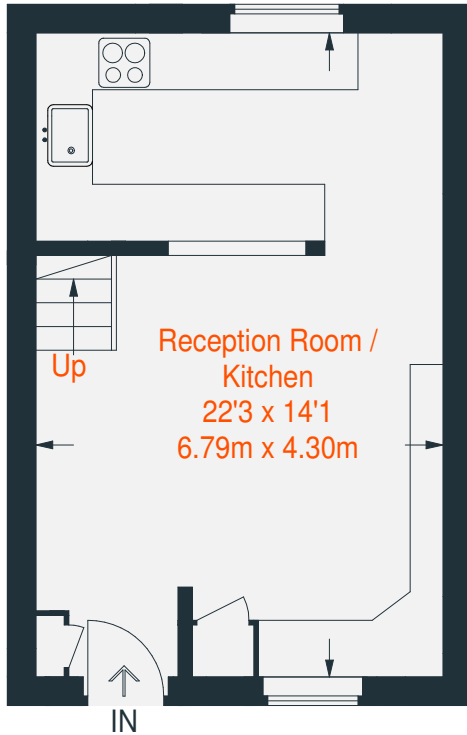 Reception Room /
Kitchen
22'3 x 14'1
6.79m x 4.30m
Up
IN